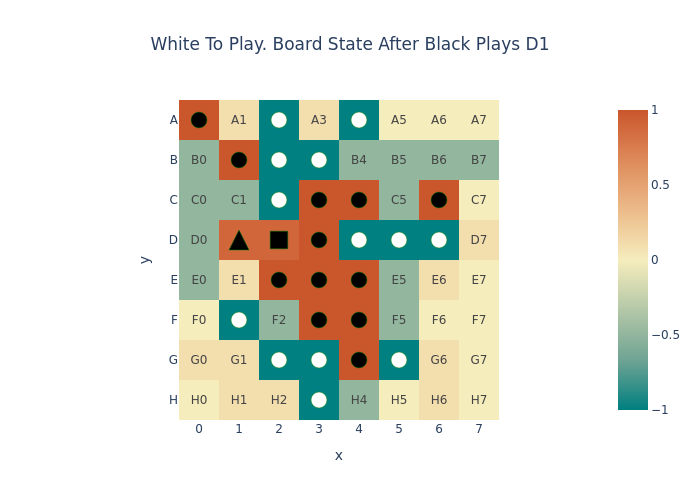 White To Play. Board State After Black Plays D1
A A1 A3 A5 A6 A7
B B0 B4 B5 B6 B7
C C0 C1 C5 C7
D D0 D7
E E0 E1 E5 E6 E7
F F0 F2 F5 F6 F7
G G0 G1 G6 G7
H H0 H1 H2 H4 H5 H6 H7
0 1 2 3 4 5 6 7
x
y
1
0.5
0
−0.5
−1